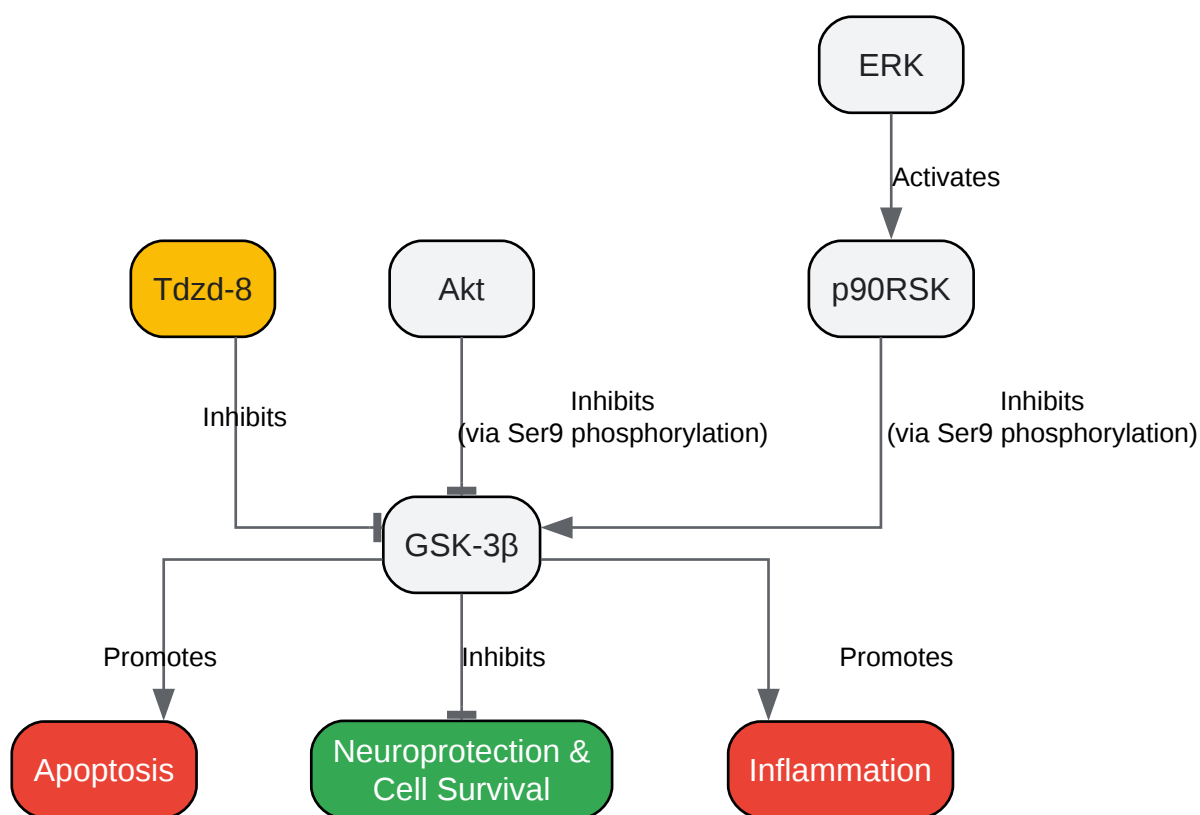 ERK
Activates
Tdzd-8
Akt
p90RSK
Inhibits
Inhibits
(via Ser9 phosphorylation)
Inhibits
(via Ser9 phosphorylation)
GSK-3β
Promotes
Inhibits
Promotes
Apoptosis
Neuroprotection &
Cell Survival
Inflammation